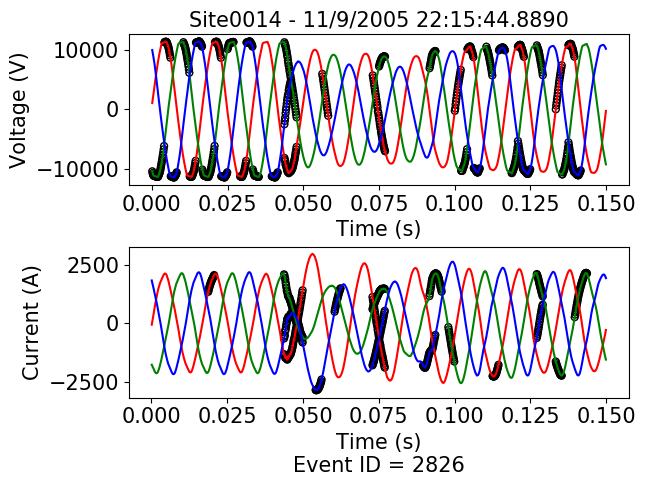 Site0014 - 11/9/2005 22:15:44.8890
Voltage (V)
10000
0
−10000
0.000 0.025 0.050 0.075 0.100 0.125 0.150
Time (s)
Current (A)
2500
0
−2500
0.000 0.025 0.050 0.075 0.100 0.125 0.150
Time (s)
Event ID = 2826